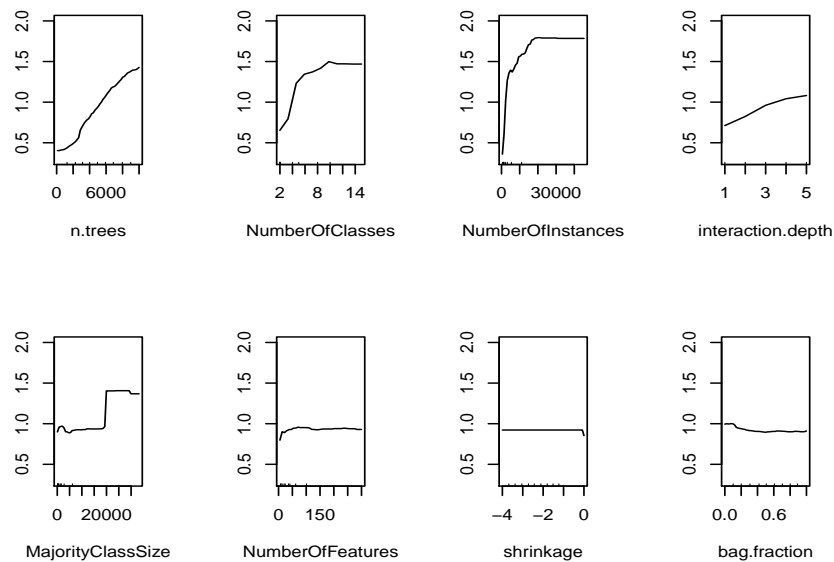 2.0 2.0 2.0 2.0
1.5 1.5 1.5 1.5
1.0 1.0 1.0 1.0
0.5 0.5 0.5 0.5
0 6000 2 8 14 0 30000 1 3 5
n.trees NumberOfClasses NumberOfInstances interaction.depth
2.0 2.0 2.0 2.0
1.5 1.5 1.5 1.5
1.0 1.0 1.0 1.0
0.5 0.5 0.5 0.5
0 20000 0 150 −4 −2 0 0.0 0.6
MajorityClassSize NumberOfFeatures shrinkage bag.fraction